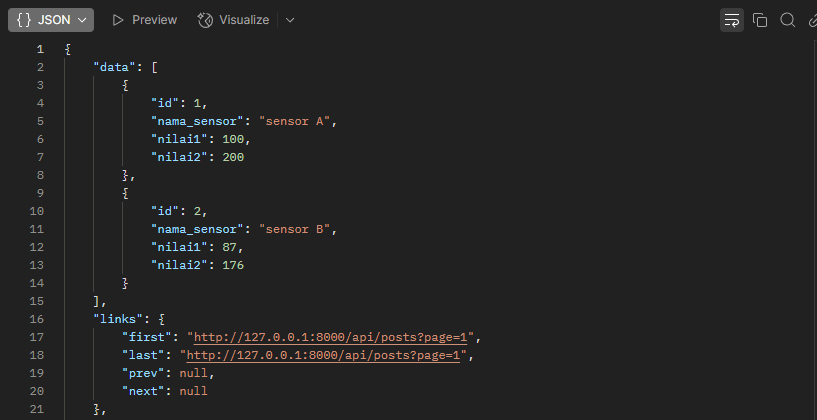 {} JSON Preview Visualize
1 {
2 "data": [
3 {
4 "id": 1,
5 "nama_sensor": "sensor A",
6 "nilai1": 100,
7 "nilai2": 200
8 },
9 {
10 "id": 2,
11 "nama_sensor": "sensor B",
12 "nilai1": 87,
13 "nilai2": 176
14 }
15 ],
16 "links": {
17 "first": "http://127.0.0.1:8000/api/posts?page=1",
18 "last": "http://127.0.0.1:8000/api/posts?page=1",
19 "prev": null,
20 "next": null
21 },